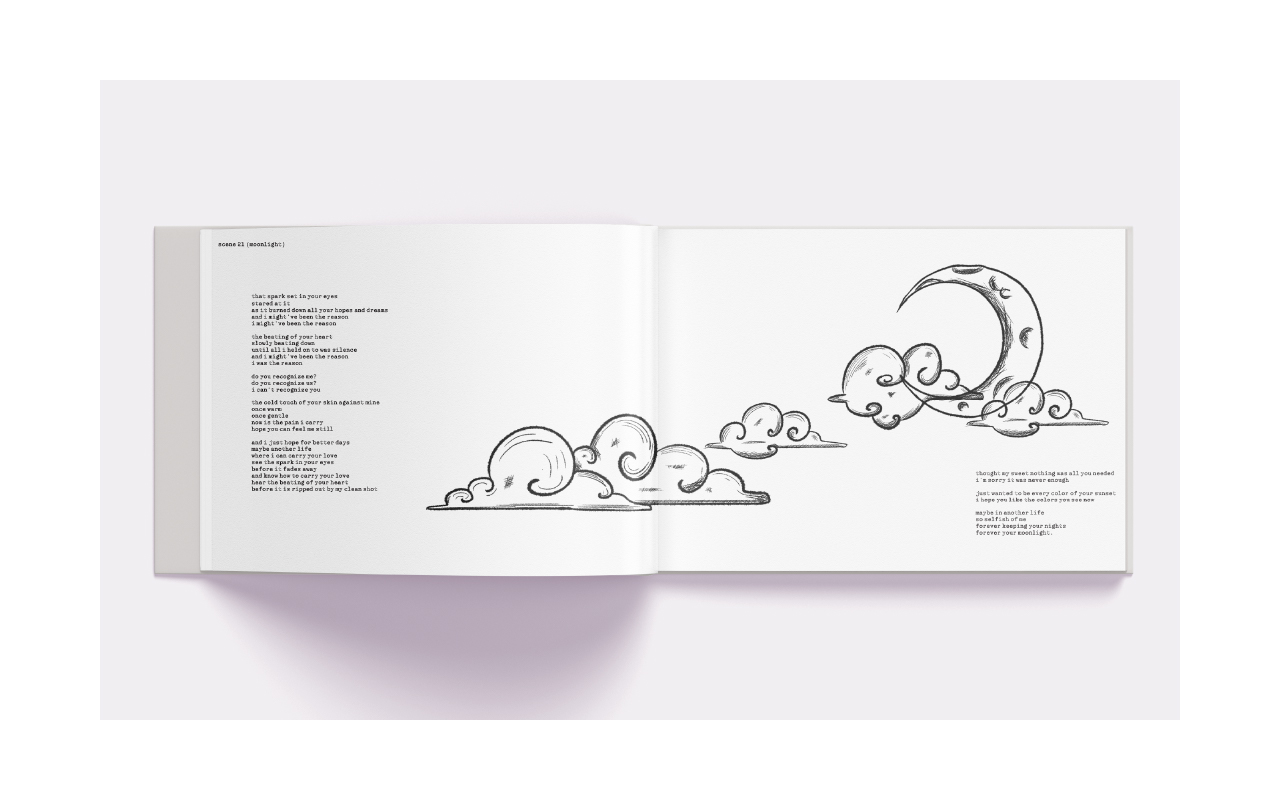 scene 21 (moonlight)
that spark set in your eyes
stared at it
as it burned down all your hopes and dreams
and i might've been the reason
i might've been the reason
the beating of your heart
slowly beating down
until all i held on to was silence
and i might've been the reason
i was the reason
do you recognize me?
do you recognize us?
i can't recognize you
the cold touch of your skin against mine
once warm
once gentle
now is the pain i carry
hope you can feel me still
and i just hope for better days
maybe another life
where i can carry your love
see the spark in your eyes
before it fades away
and know how to carry your love
hear the beating of your heart
before it is ripped out by my clean shot
thought my sweet nothing was all you needed
i'm sorry it was never enough
just wanted to be every color of your sunset
i hope you like the colors you see now
maybe in another life
so selfish of me
forever keeping your nights
forever your moonlight.